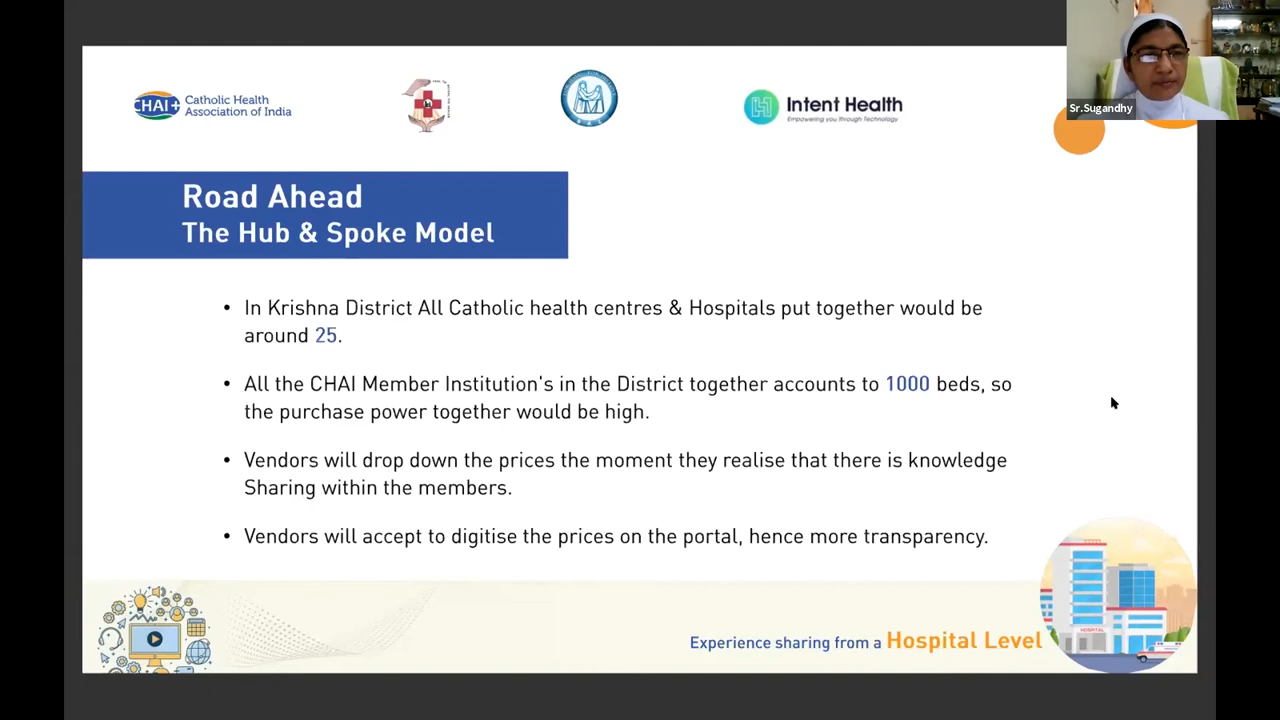 CHAI+ Catholic Health
Association of India
Intent Health
Empowering you through Technology
Sr.Sugandhy
Road Ahead
The Hub & Spoke Model
• In Krishna District All Catholic health centres & Hospitals put together would be
around 25.
• All the CHAI Member Institution's in the District together accounts to 1000 beds, so
the purchase power together would be high.
• Vendors will drop down the prices the moment they realise that there is knowledge
Sharing within the members.
• Vendors will accept to digitise the prices on the portal, hence more transparency.
Experience sharing from a Hospital Level
HOSPITAL